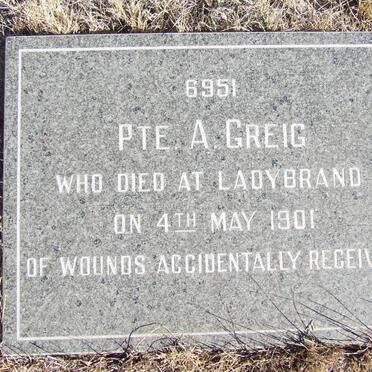 6951
PTE. A. GREIG
WHO DIED AT LADYBRAND
ON 4TH MAY 1901
OF WOUNDS ACCIDENTALLY RECEIV